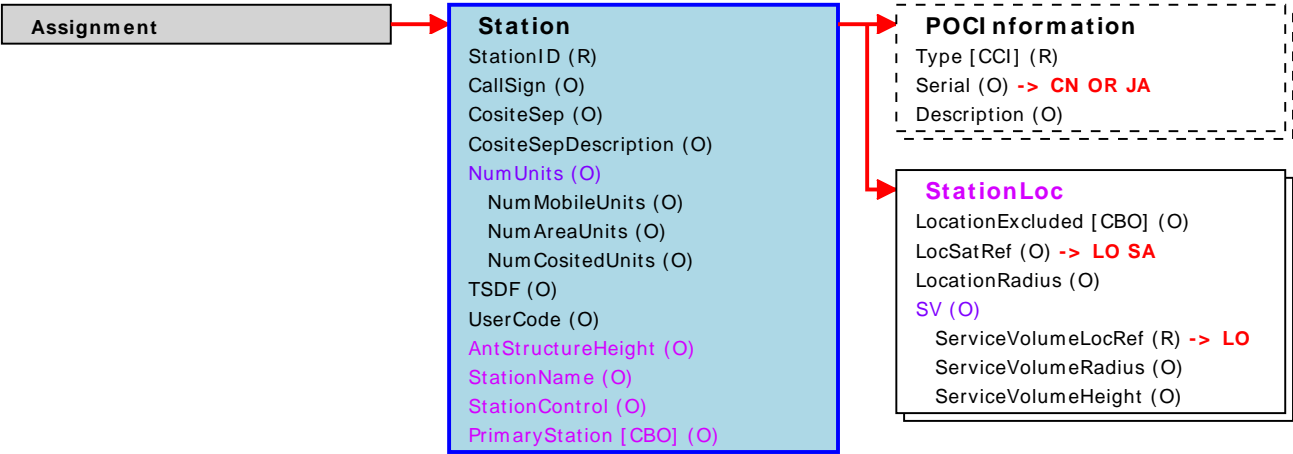 Assignment
Station
StationID (R)
CallSign (O)
CositeSep (O)
CositeSepDescription (O)
NumUnits (O)
NumMobileUnits (O)
NumAreaUnits (O)
NumCositedUnits (O)
TSDF (O)
UserCode (O)
AntStructureHeight (O)
StationName (O)
StationControl (O)
PrimaryStation [CBO] (O)
POCInformation
Type [CCI] (R)
Serial (O) -> CN OR JA
Description (O)
StationLoc
LocationExcluded [CBO] (O)
LocSatRef (O) -> LO SA
LocationRadius (O)
SV (O)
ServiceVolumeLocRef (R) -> LO
ServiceVolumeRadius (O)
ServiceVolumeHeight (O)